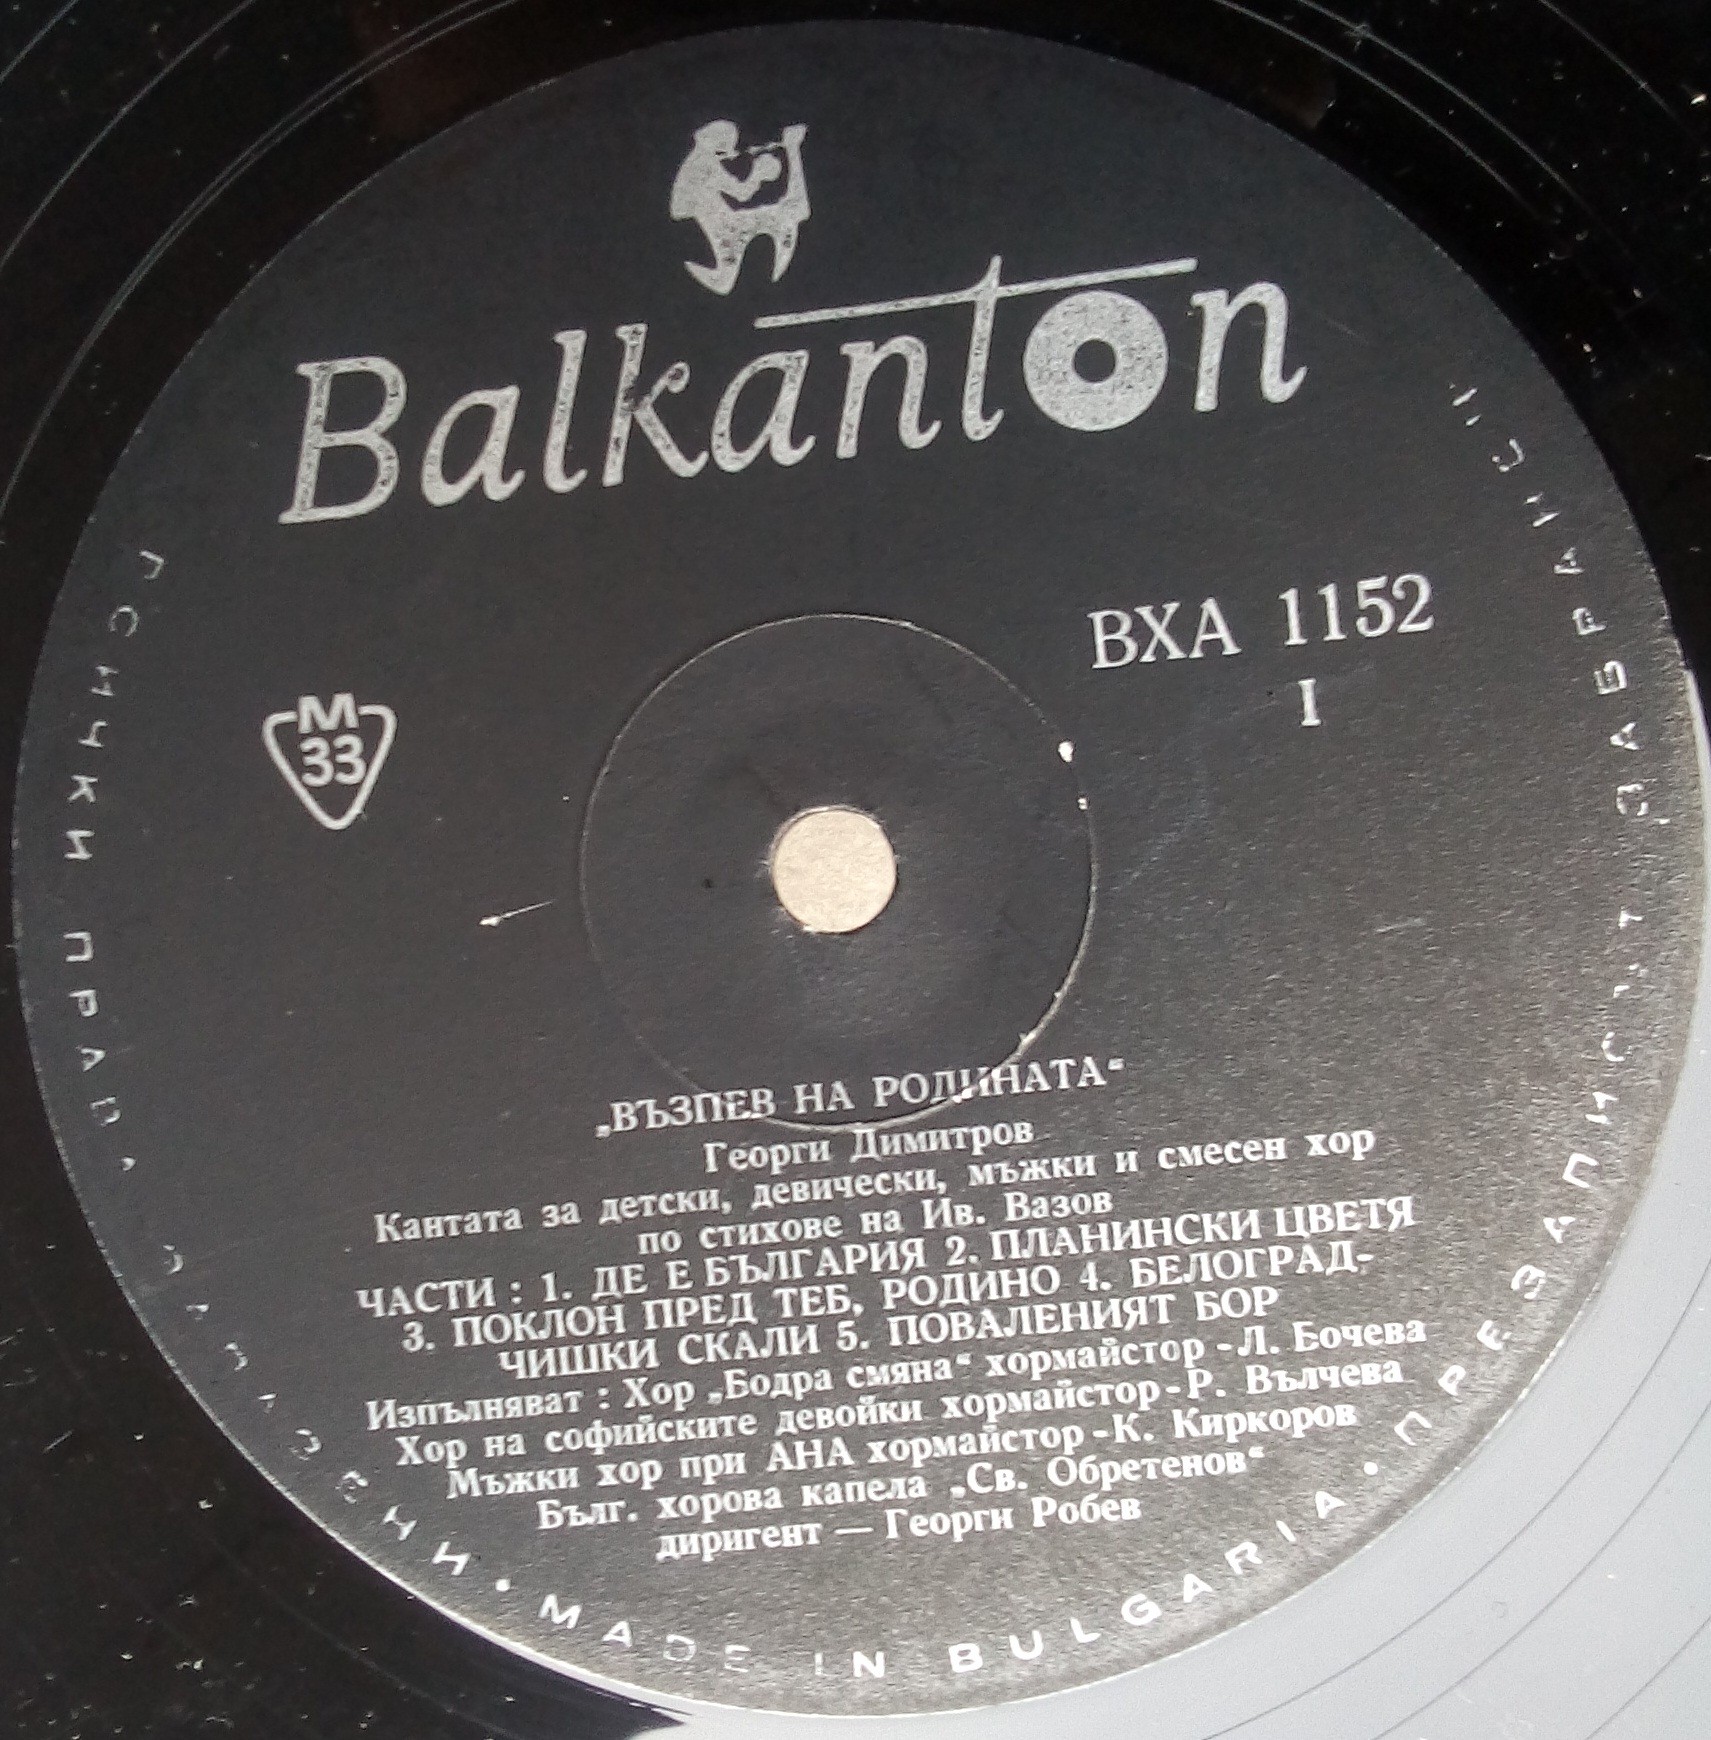 Balkanton
ВХА 1152
I
М
33
„ВЪЗПЕВ НА РОДИНАТА“
Георги Димитров
Кантата за детски, девически, мъжки и смесен хор
по стихове на Ив. Вазов
ЧАСТИ : 1. ДЕ Е БЪЛГАРИЯ 2. ПЛАНИНСКИ ЦВЕТЯ
3. ПОКЛОН ПРЕД ТЕБ, РОДИНО 4. БЕЛОГРАД-
ЧИШКИ СКАЛИ 5. ПОВАЛЕНИЯТ БОР
Изпълняват : Хор „Бодра смяна“ хормайстор - Л. Бочева
Хор на софийските девойки хормайстор - Р. Вълчева
Мъжки хор при АНА хормайстор - К. Киркоров
Бълг. хорова капела „Св. Обретенов“
диригент — Георги Робев
ВСИЧКИ ПРАВА ЗАПАЗЕНИ • MADE IN BULGARIA • ПРЕЗАПИСЪТ ЗАБРАНЕН